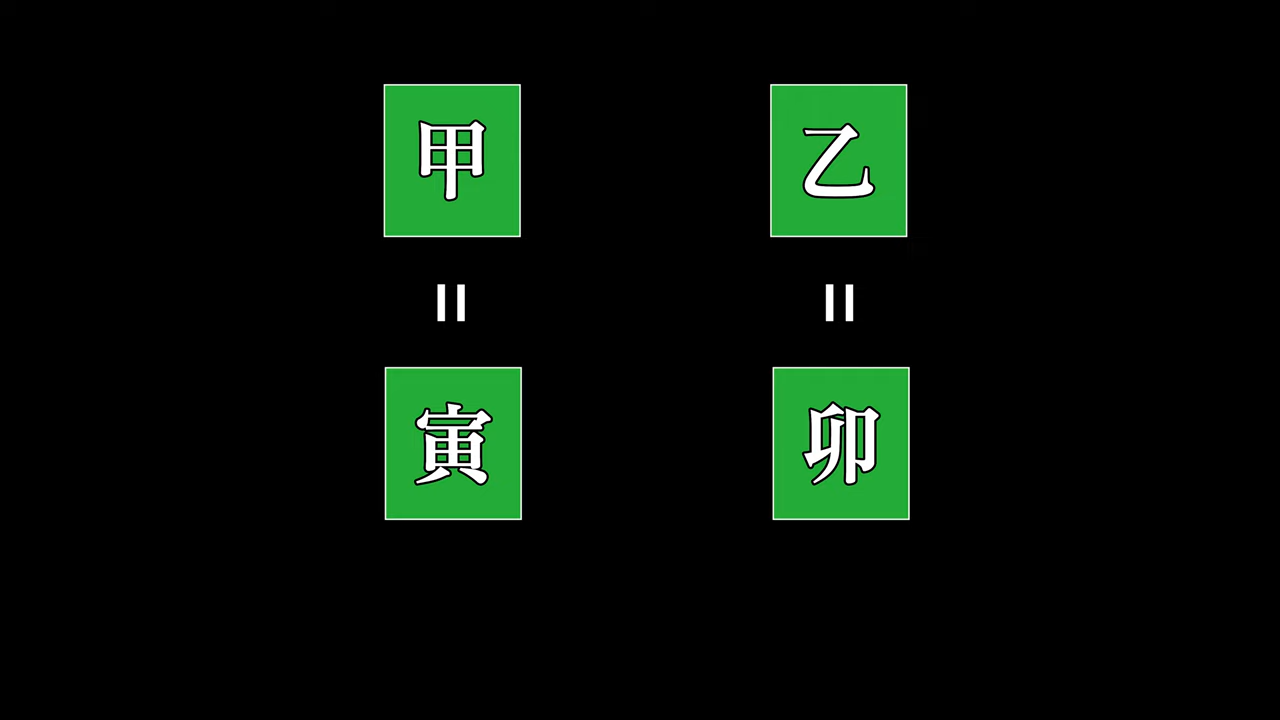 甲 乙
= =
寅 卯